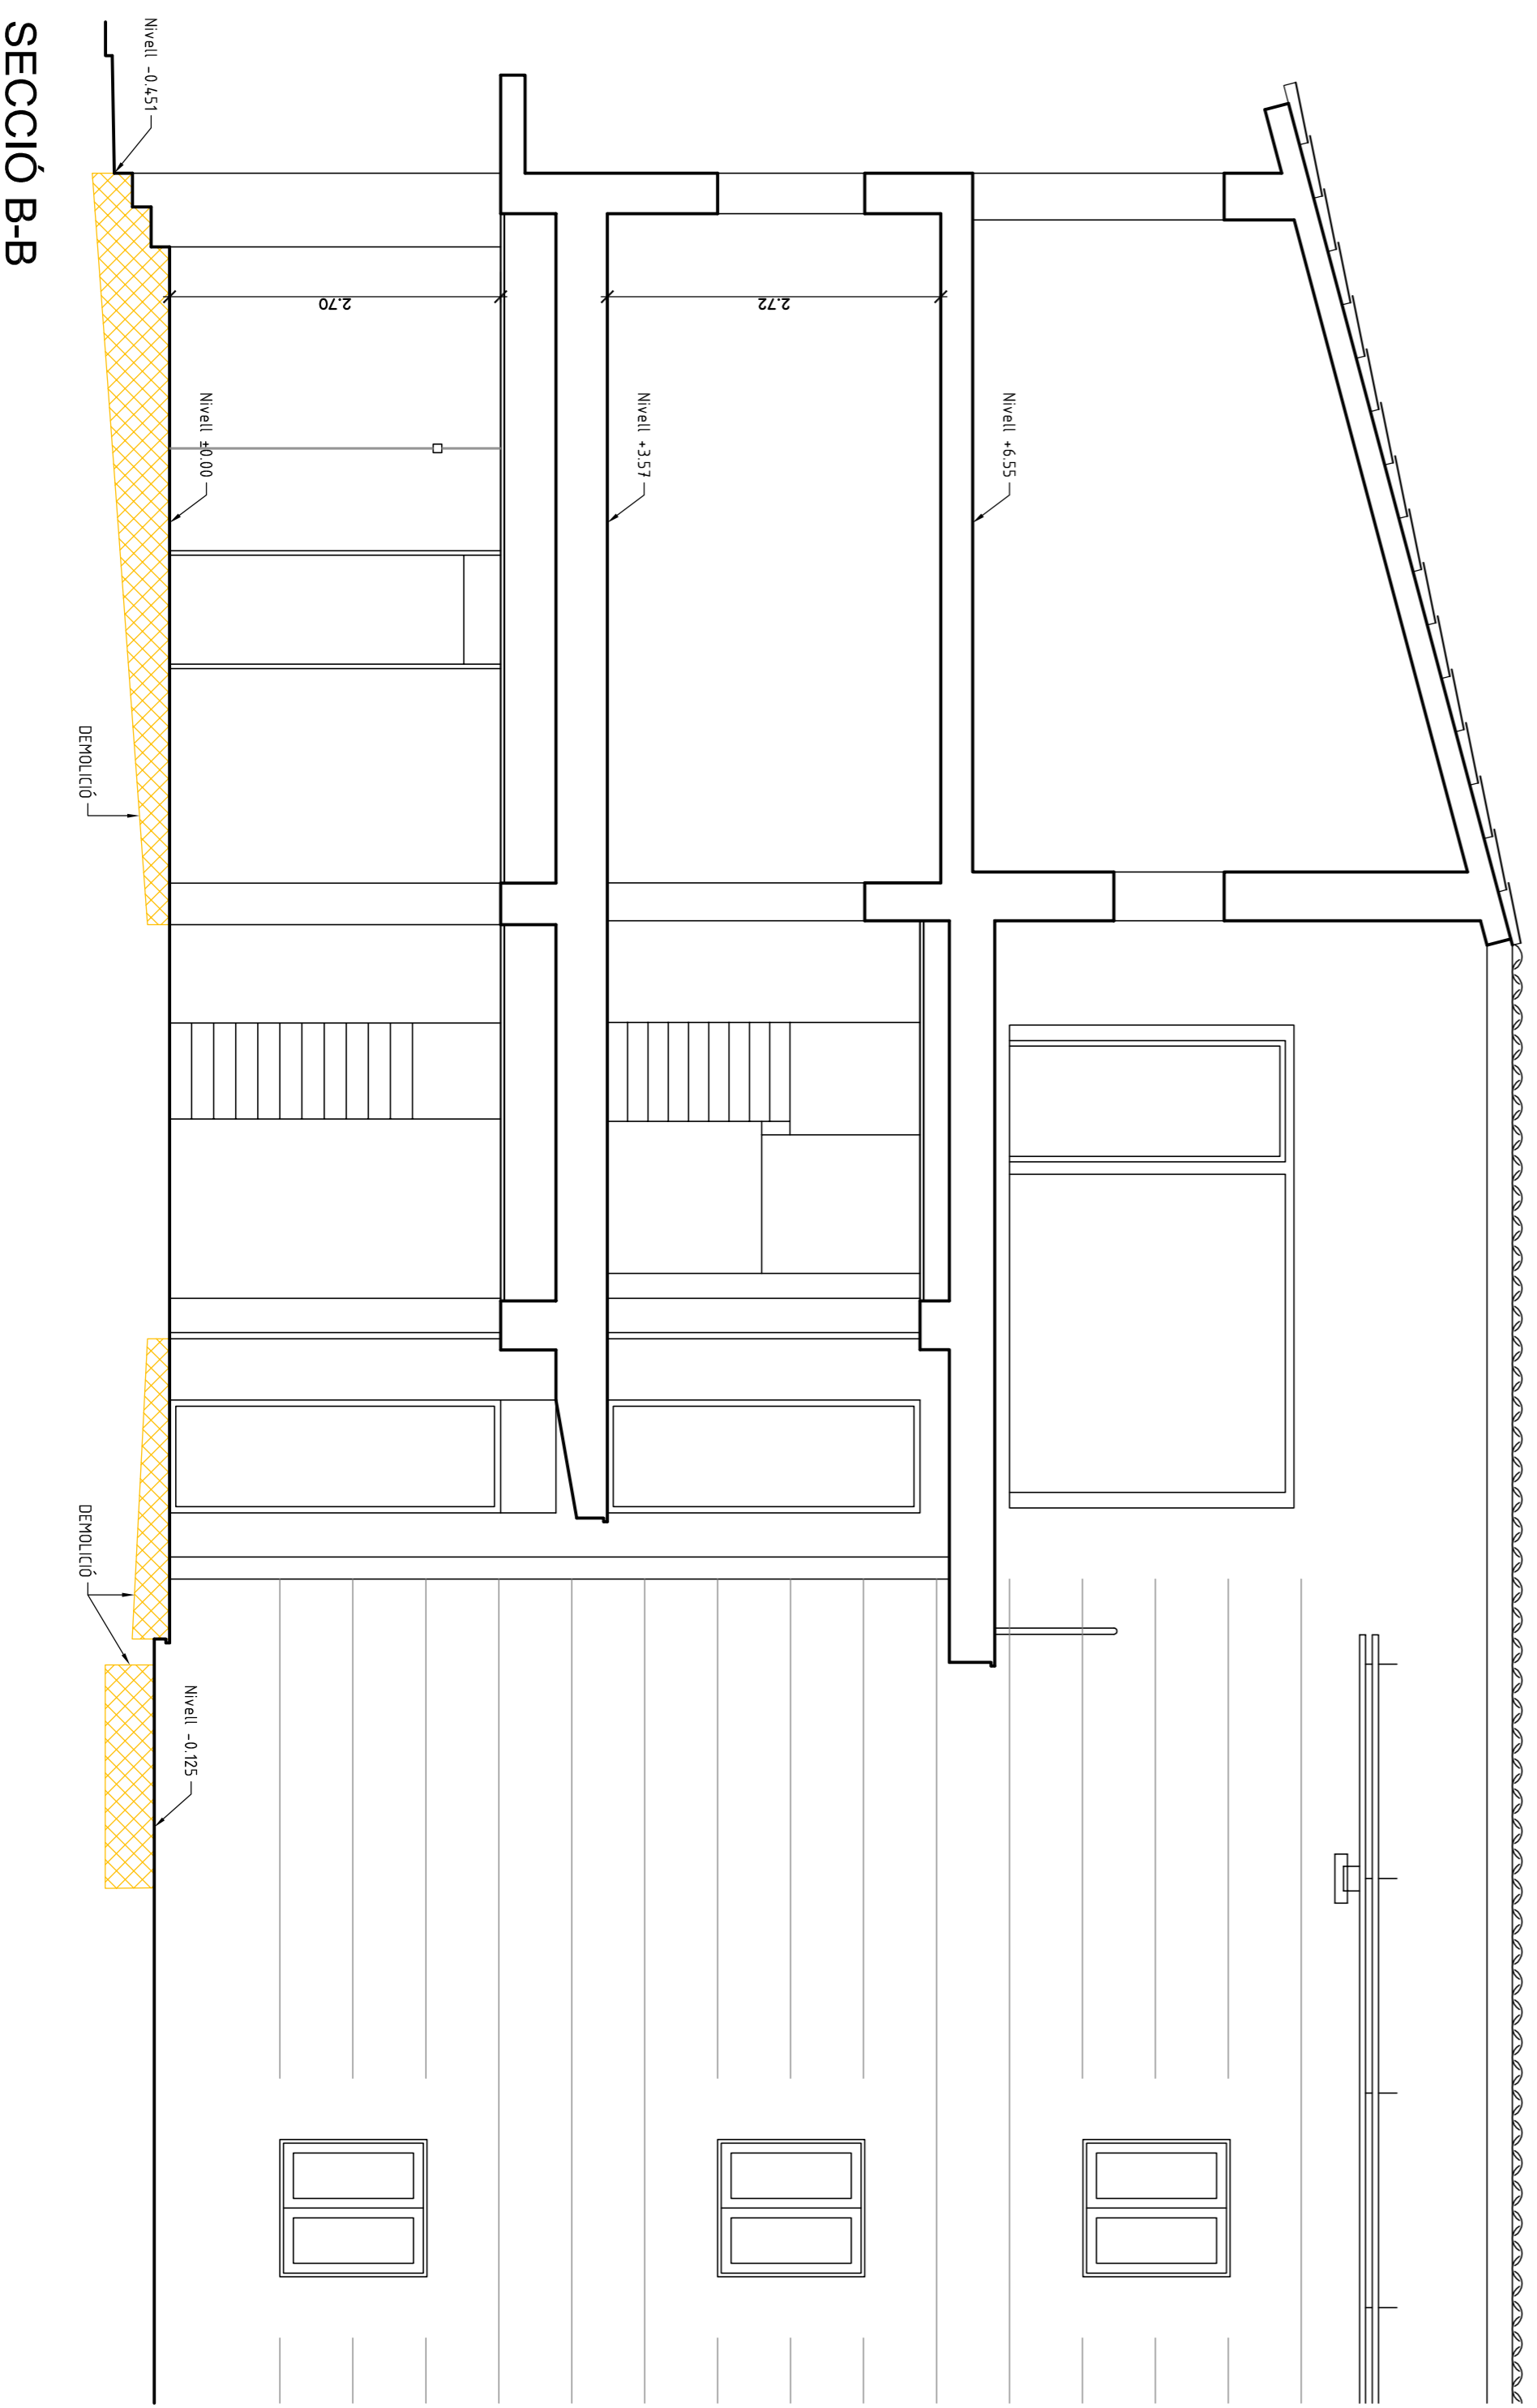 Nivell +6.55
2.72
Nivell +3.57
2.70
Nivell ±0.00
Nivell -0.451
Nivell -0.125
DEMOLICIÓ
DEMOLICIÓ
SECCIÓ B-B